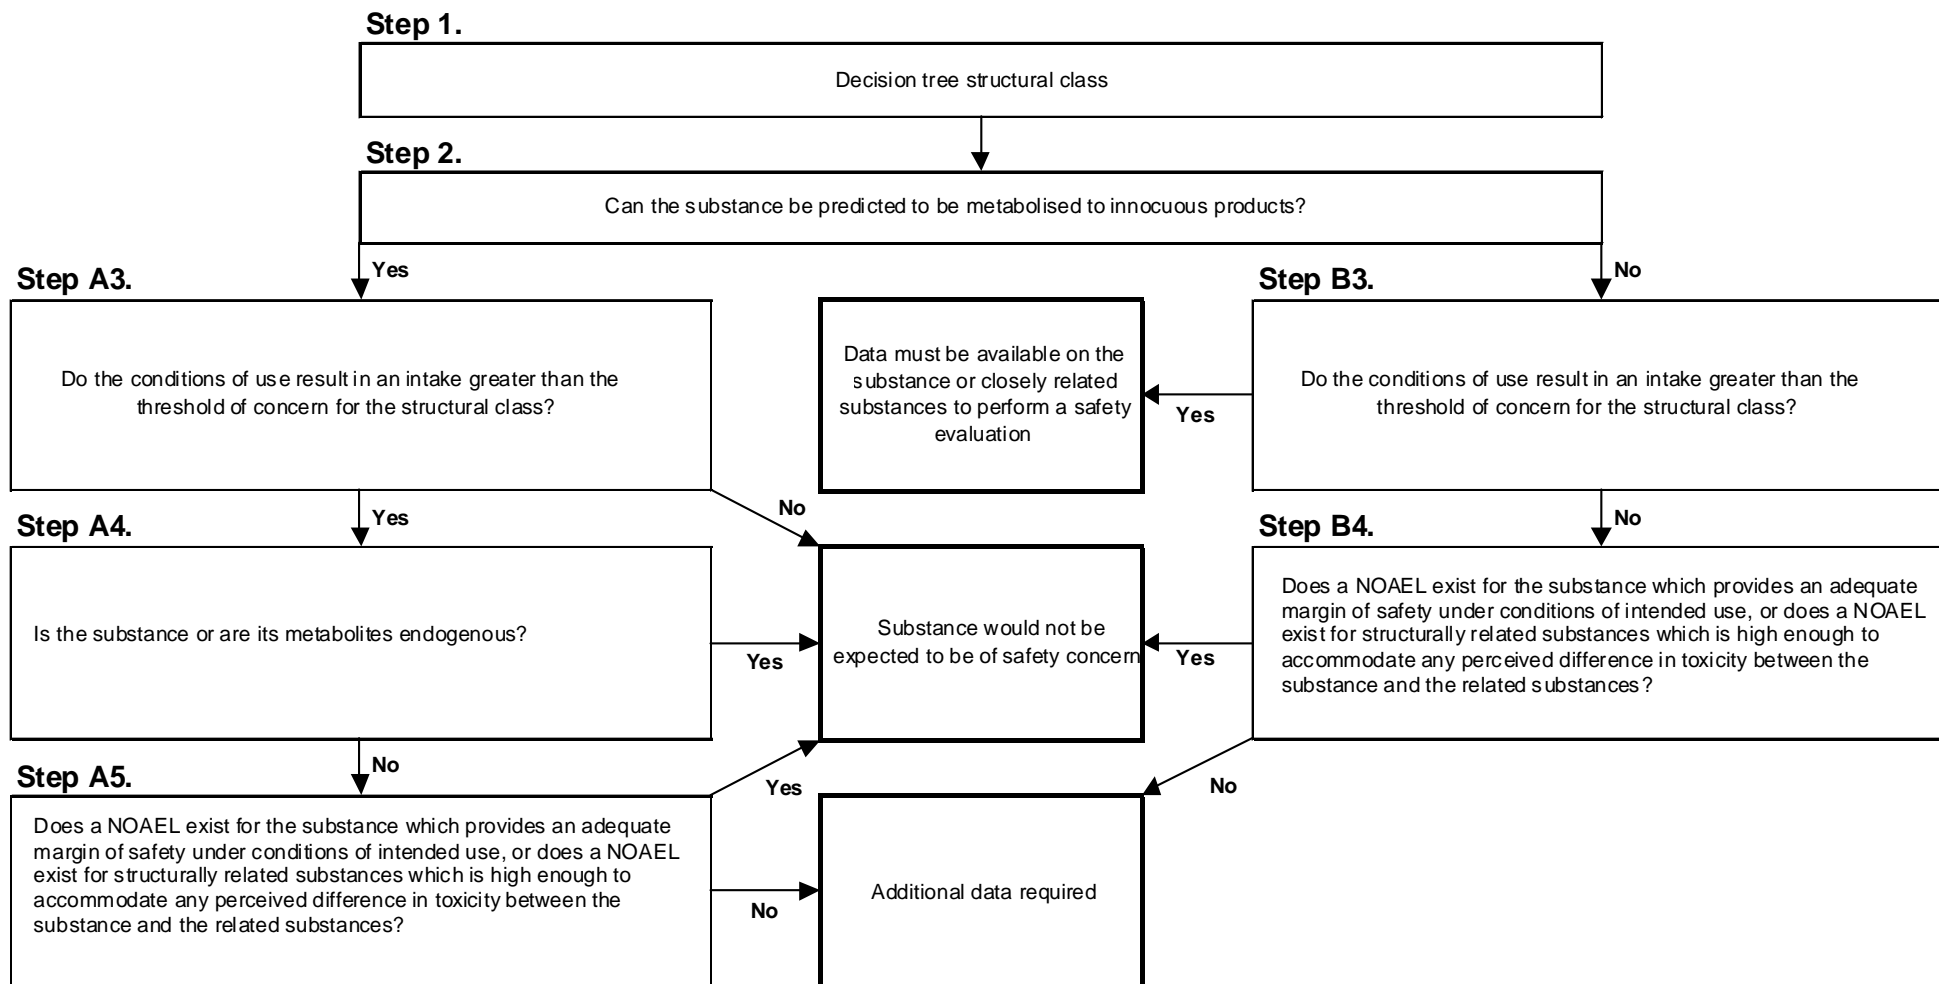 Step 1.
Decision tree structural class
Step 2.
Can the substance be predicted to be metabolised to innocuous products?
Yes
No
Step A3.
Do the conditions of use result in an intake greater than the
threshold of concern for the structural class?
Data must be available on the
substance or closely related
substances to perform a safety
evaluation
Yes
Step B3.
Do the conditions of use result in an intake greater than the
threshold of concern for the structural class?
Yes
No
No
Step A4.
Is the substance or are its metabolites endogenous?
Yes
Substance would not be
expected to be of safety concern
Yes
Step B4.
Does a NOAEL exist for the substance which provides an adequate
margin of safety under conditions of intended use, or does a NOAEL
exist for structurally related substances which is high enough to
accommodate any perceived difference in toxicity between the
substance and the related substances?
No
Yes
No
Step A5.
Does a NOAEL exist for the substance which provides an adequate
margin of safety under conditions of intended use, or does a NOAEL
exist for structurally related substances which is high enough to
accommodate any perceived difference in toxicity between the
substance and the related substances?
No
Additional data required